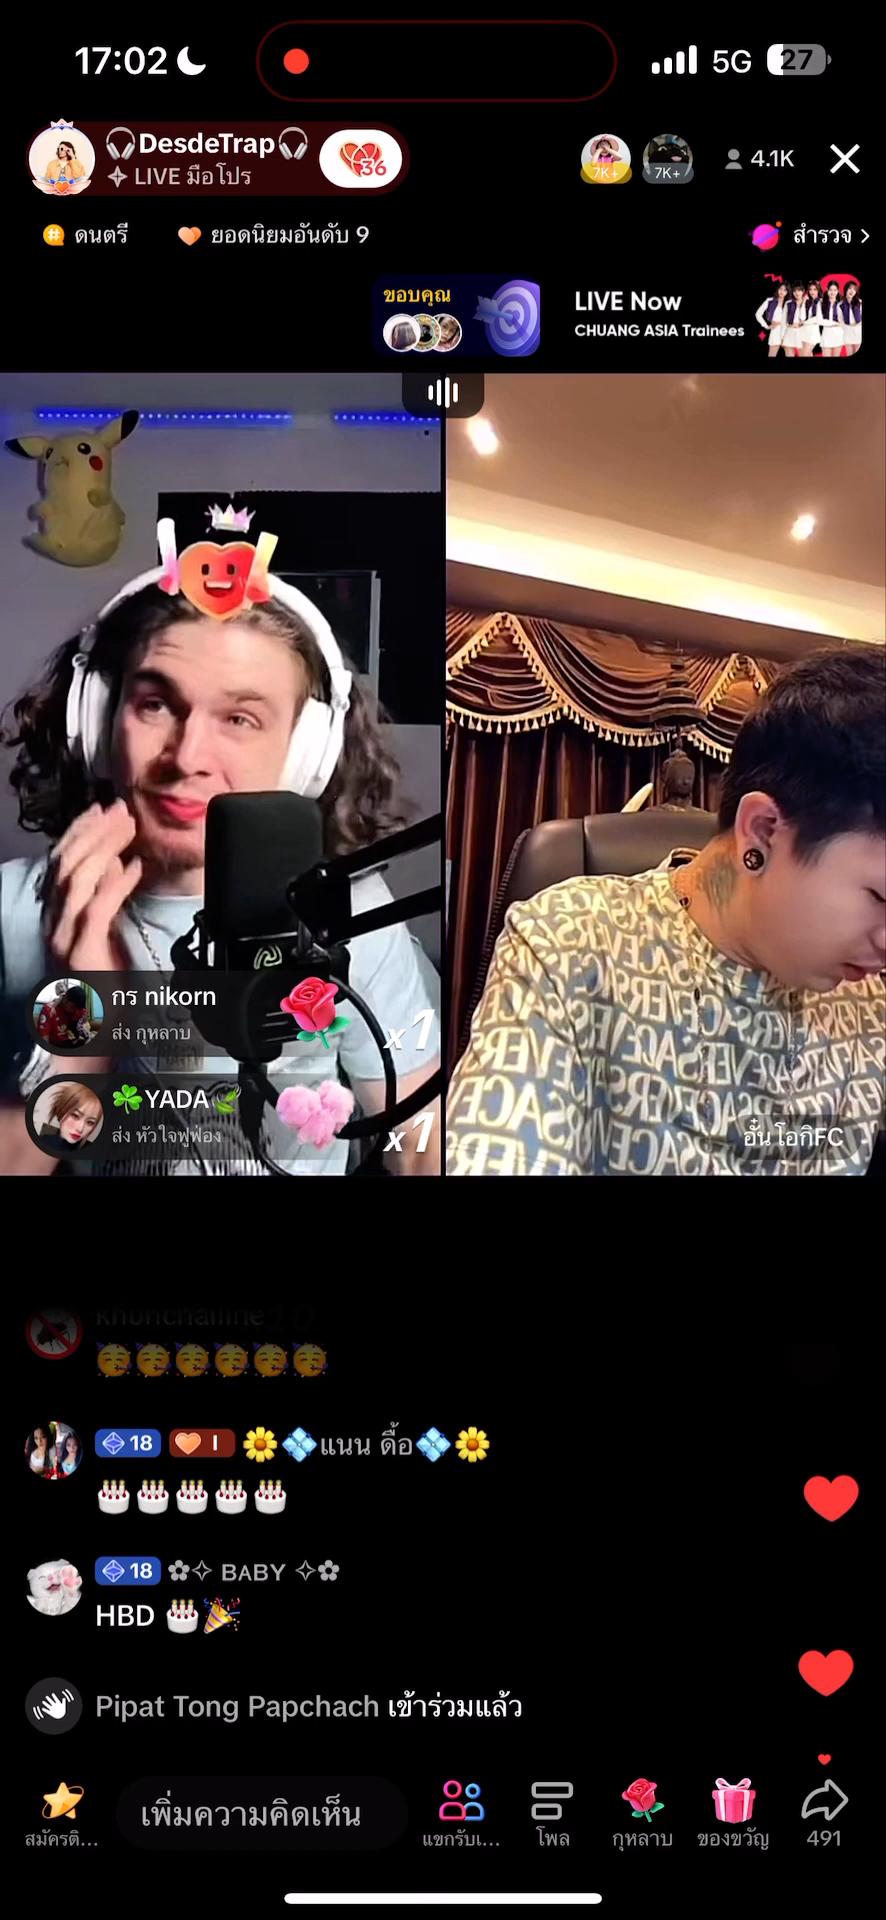 17:02
5G
27
DesdeTrap
LIVE มือโปร
36
7K+
7K+
4.1K
ดนตรี
ยอดนิยมอันดับ 9
สำรวจ
ขอบคุณ
LIVE Now
CHUANG ASIA Trainees
กร nikorn
ส่ง กุหลาบ
x1
YADA
ส่ง หัวใจฟูฟ่อง
x1
อั๋นโอกิFC
18
I
แนน ดื้อ
18
BABY
HBD
Pipat Tong Papchach เข้าร่วมแล้ว
สมัครติ...
เพิ่มความคิดเห็น
แขกรับเ...
โพล
กุหลาบ
ของขวัญ
491